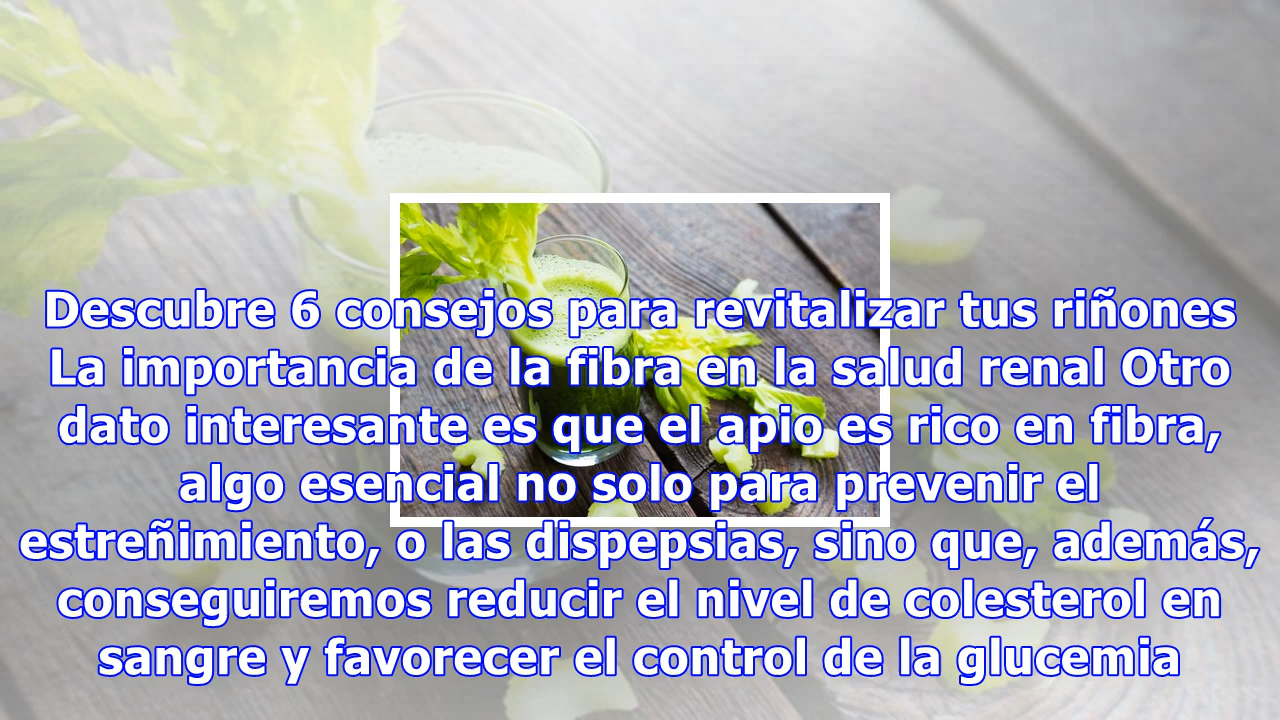 Descubre 6 consejos para revitalizar tus riñones
La importancia de la fibra en la salud renal Otro
dato interesante es que el apio es rico en fibra,
algo esencial no solo para prevenir el
estreñimiento, o las dispepsias, sino que, además,
conseguiremos reducir el nivel de colesterol en
sangre y favorecer el control de la glucemia